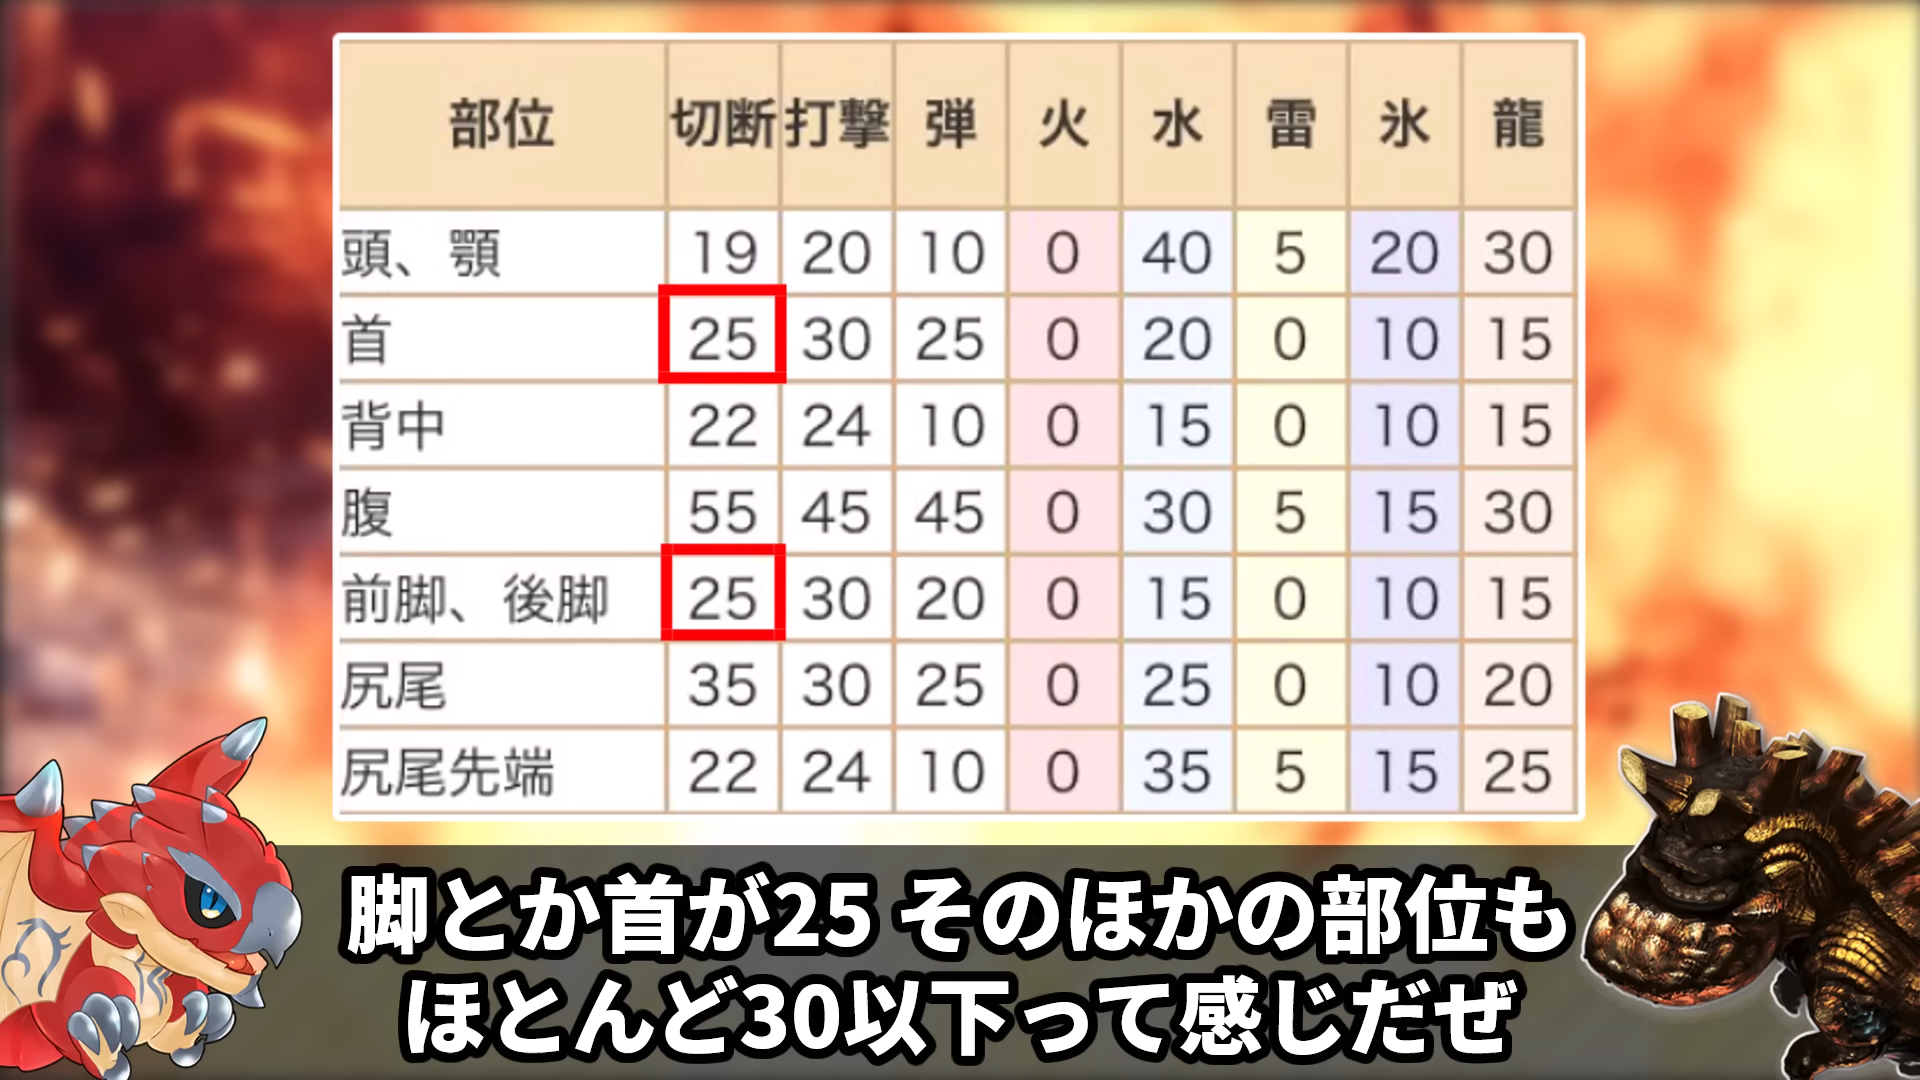 部位 切断 打撃 弾 火 水 雷 氷 龍
頭、顎 19 20 10 0 40 5 20 30
首 25 30 25 0 20 0 10 15
背中 22 24 10 0 15 0 10 15
腹 55 45 45 0 30 5 15 30
前脚、後脚 25 30 20 0 15 0 10 15
尻尾 35 30 25 0 25 0 10 20
尻尾先端 22 24 10 0 35 5 15 25
脚とか首が25 そのほかの部位も
ほとんど30以下って感じだぜ